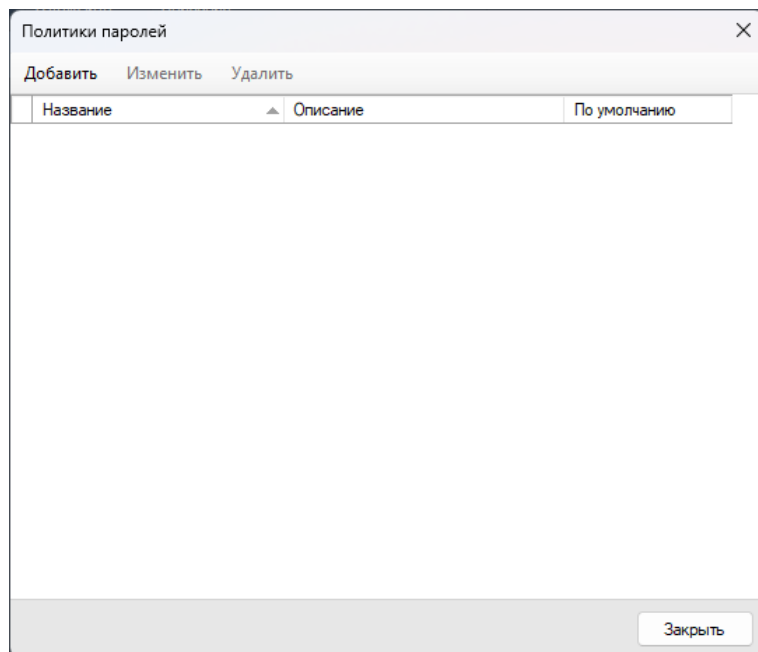 Политики паролей
Добавить Изменить Удалить
Название Описание По умолчанию
Закрыть